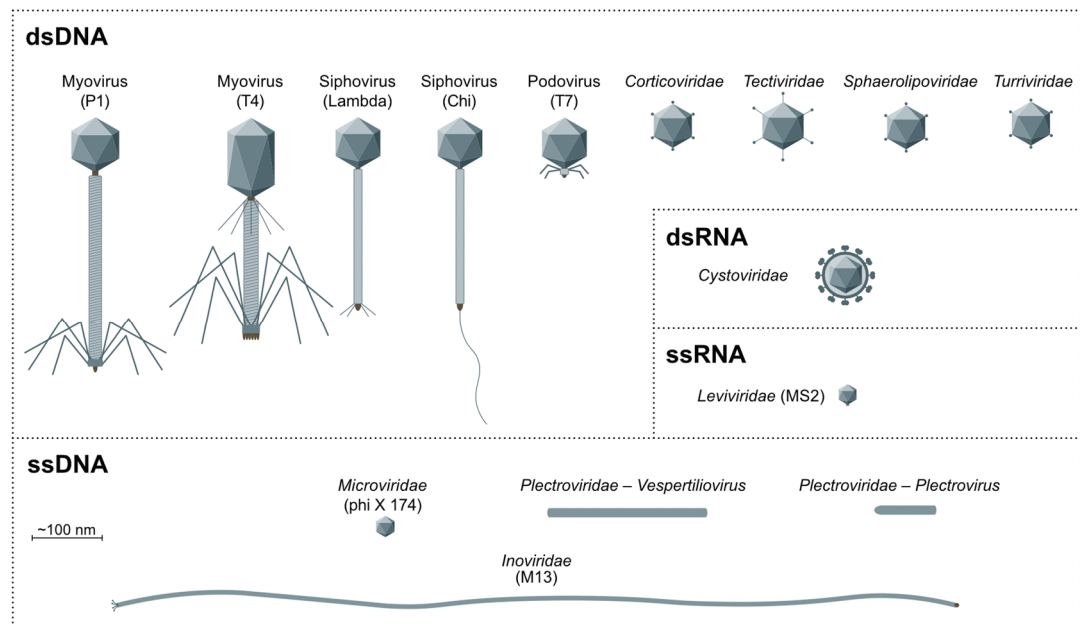 dsDNA
Myovirus
(P1)
Myovirus
(T4)
Siphovirus
(Lambda)
Siphovirus
(Chi)
Podovirus
(T7)
Corticoviridae
Tectiviridae
Sphaerolipoviridae
Turriviridae
dsRNA
Cystoviridae
ssRNA
Leviviridae (MS2)
ssDNA
~100 nm
Microviridae
(phi X 174)
Plectroviridae – Vespertiliovirus
Plectroviridae – Plectrovirus
Inoviridae
(M13)